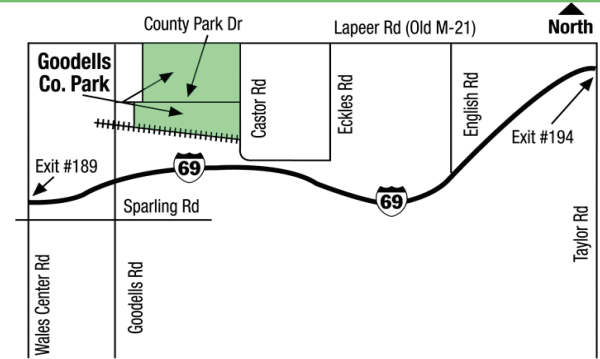 County Park Dr
Lapeer Rd (Old M-21)
North
Goodells
Co. Park
Castor Rd
Eckles Rd
English Rd
Exit #194
Exit #189
69
69
Sparling Rd
Taylor Rd
Wales Center Rd
Goodells Rd